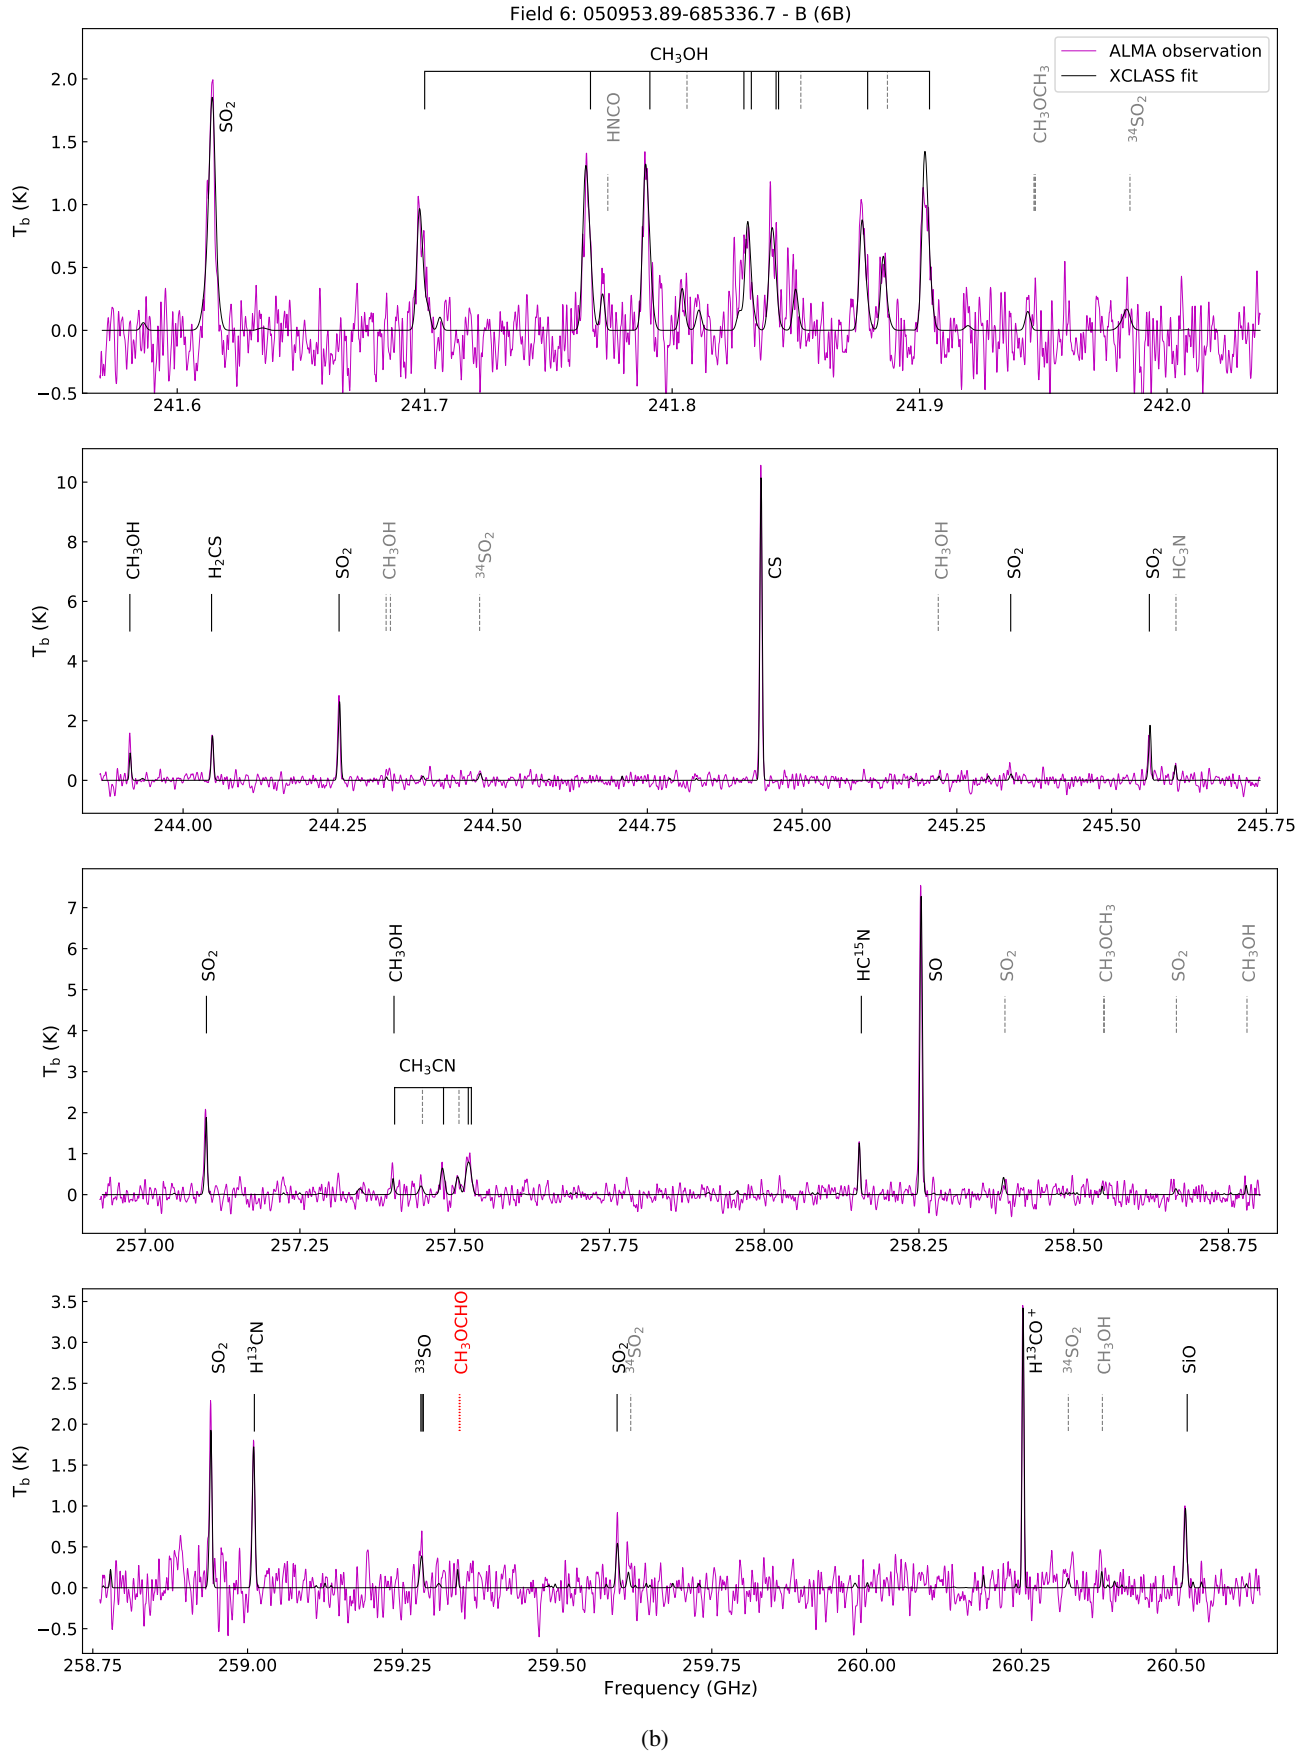 Field 6: 050953.89-685336.7 - B (6B)
ALMA observation
XCLASS fit
CH₃OH
SO₂
HNCO
CH₃OCH₃
³⁴SO₂
2.0
1.5
1.0
0.5
0.0
−0.5
T_b (K)
241.6 241.7 241.8 241.9 242.0
CH₃OH H₂CS SO₂ CH₃OH ³⁴SO₂ CS CH₃OH SO₂ SO₂ HC₃N
10
8
6
4
2
0
T_b (K)
244.00 244.25 244.50 244.75 245.00 245.25 245.50 245.75
SO₂ CH₃OH HC¹⁵N SO SO₂ CH₃OCH₃ SO₂ CH₃OH
CH₃CN
7
6
5
4
3
2
1
0
T_b (K)
257.00 257.25 257.50 257.75 258.00 258.25 258.50 258.75
SO₂ H¹³CN ³³SO CH₃OCHO SO₂ ³⁴SO₂ H¹³CO⁺ ³⁴SO₂ CH₃OH SiO
3.5
3.0
2.5
2.0
1.5
1.0
0.5
0.0
−0.5
T_b (K)
258.75 259.00 259.25 259.50 259.75 260.00 260.25 260.50
Frequency (GHz)
(b)